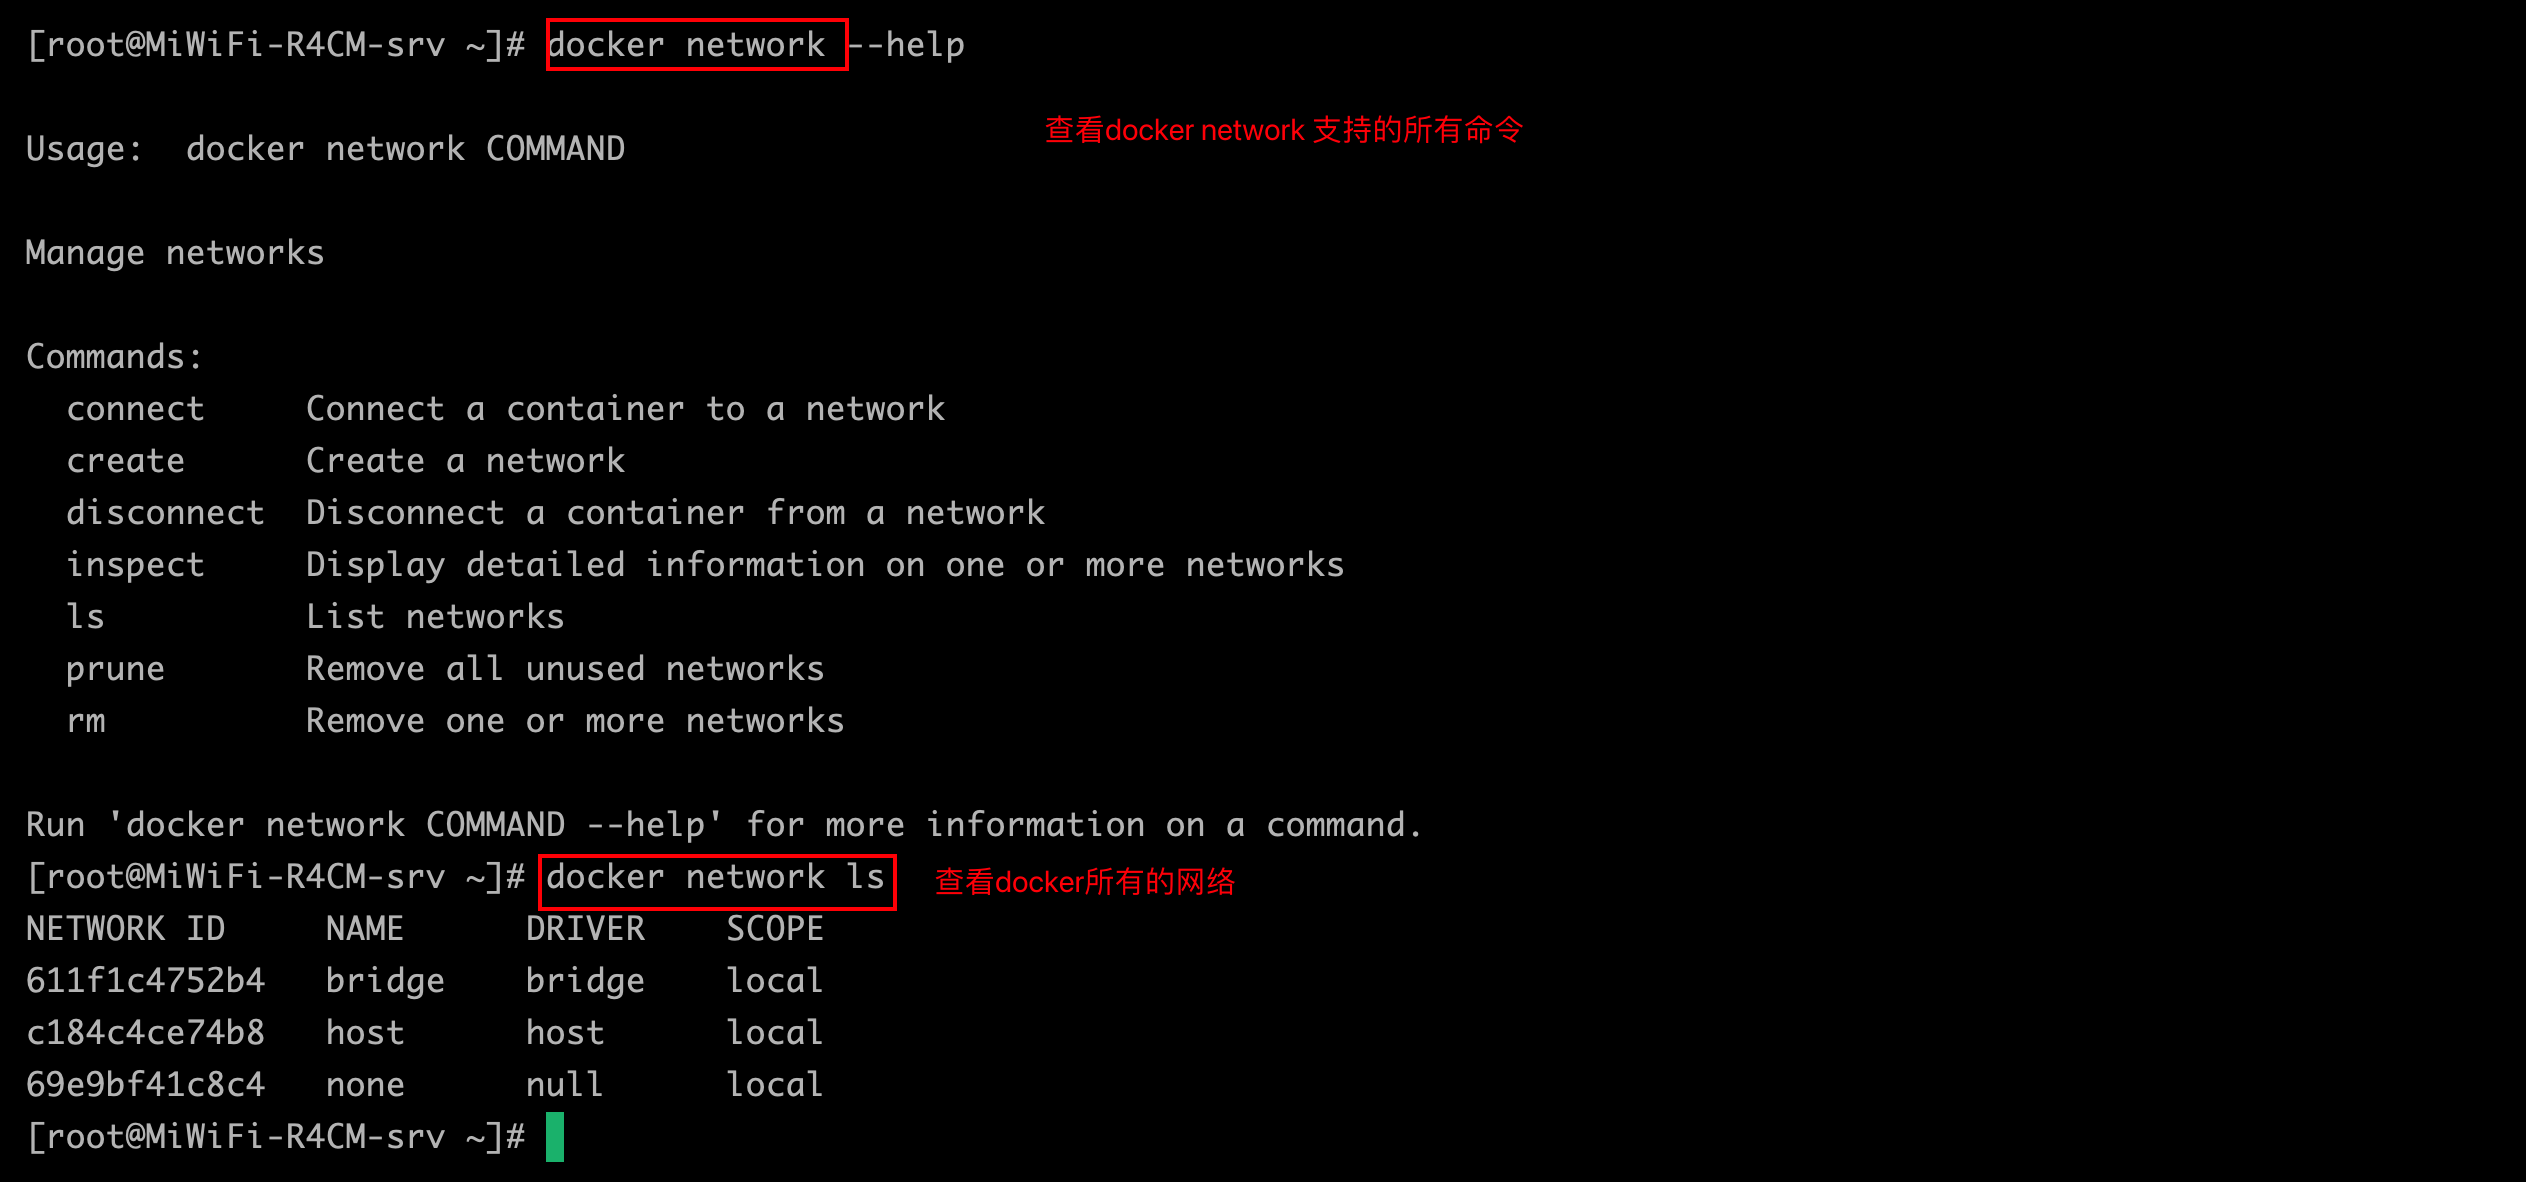 [root@MiWiFi-R4CM-srv ~]# docker network --help
查看docker network 支持的所有命令
Usage:  docker network COMMAND
Manage networks
Commands:
  connect     Connect a container to a network
  create      Create a network
  disconnect  Disconnect a container from a network
  inspect     Display detailed information on one or more networks
  ls          List networks
  prune       Remove all unused networks
  rm          Remove one or more networks
Run 'docker network COMMAND --help' for more information on a command.
[root@MiWiFi-R4CM-srv ~]# docker network ls 查看docker所有的网络
NETWORK ID     NAME      DRIVER    SCOPE
611f1c4752b4   bridge    bridge    local
c184c4ce74b8   host      host      local
69e9bf41c8c4   none      null      local
[root@MiWiFi-R4CM-srv ~]#